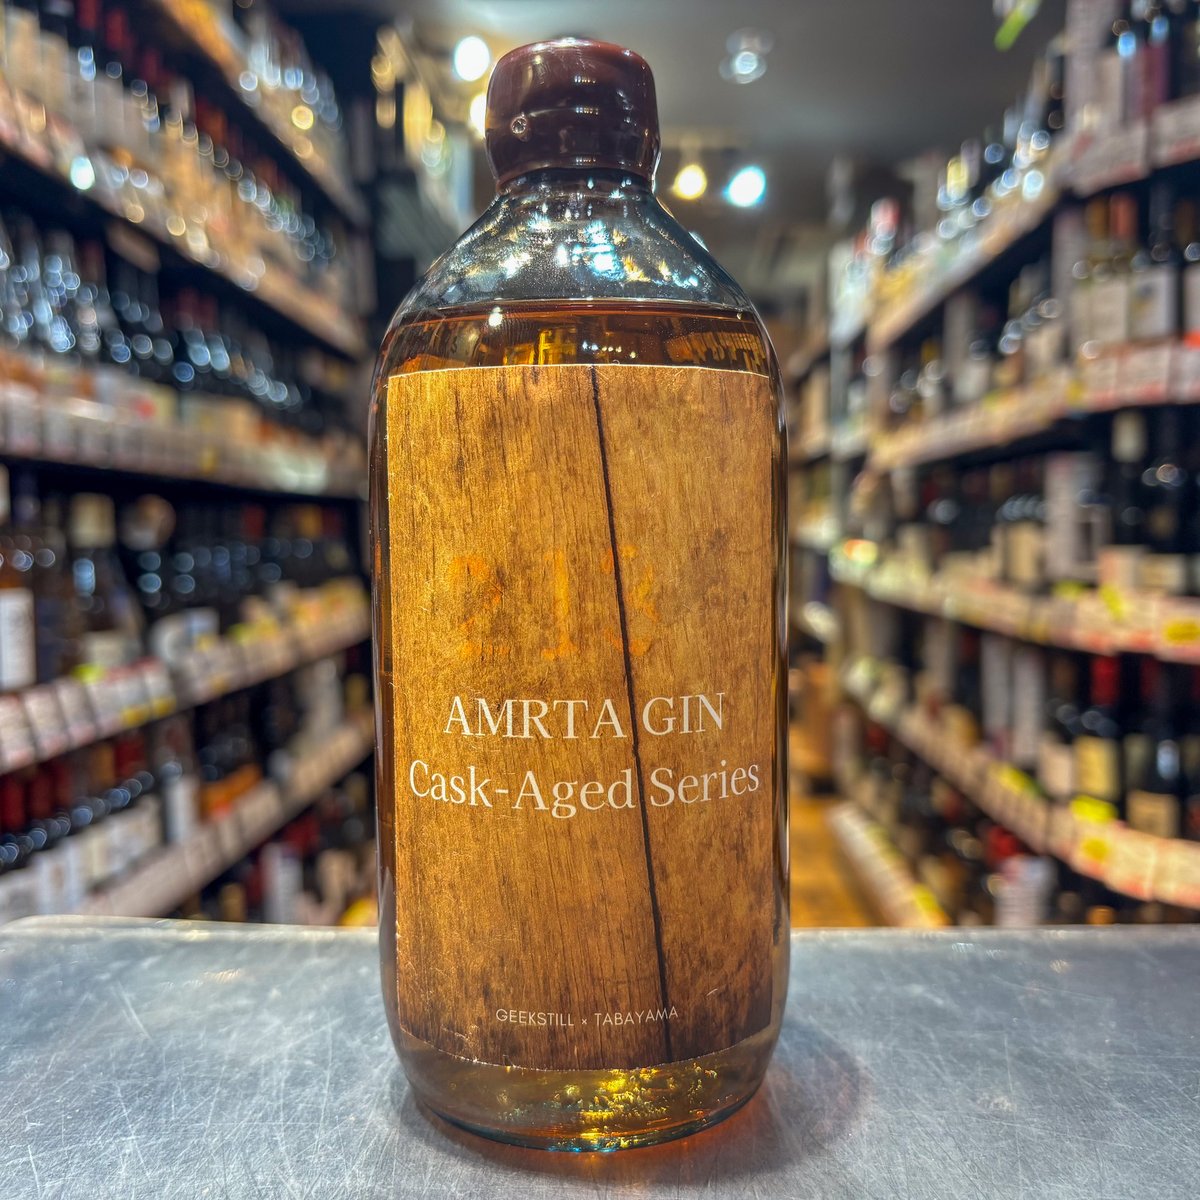 AMRTA GIN
Cask-Aged Series
GEEKSTILL × TABAYAMA